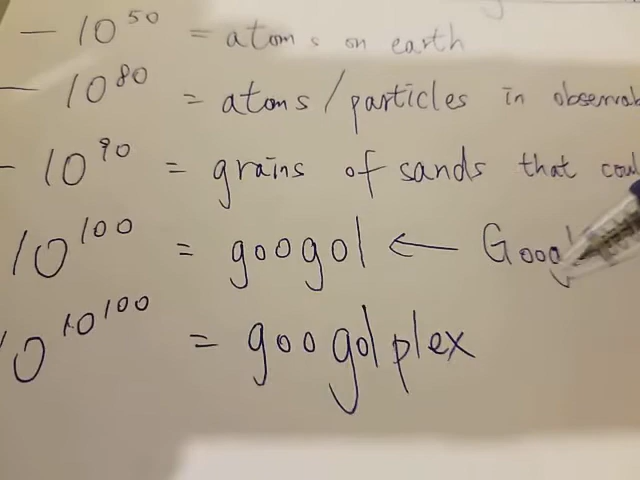 - 10^50 = atoms on earth
- 10^80 = atoms/particles in
- 10^90 = grains of sands that
10^100 = googol ←
10^10^100 = googolplex